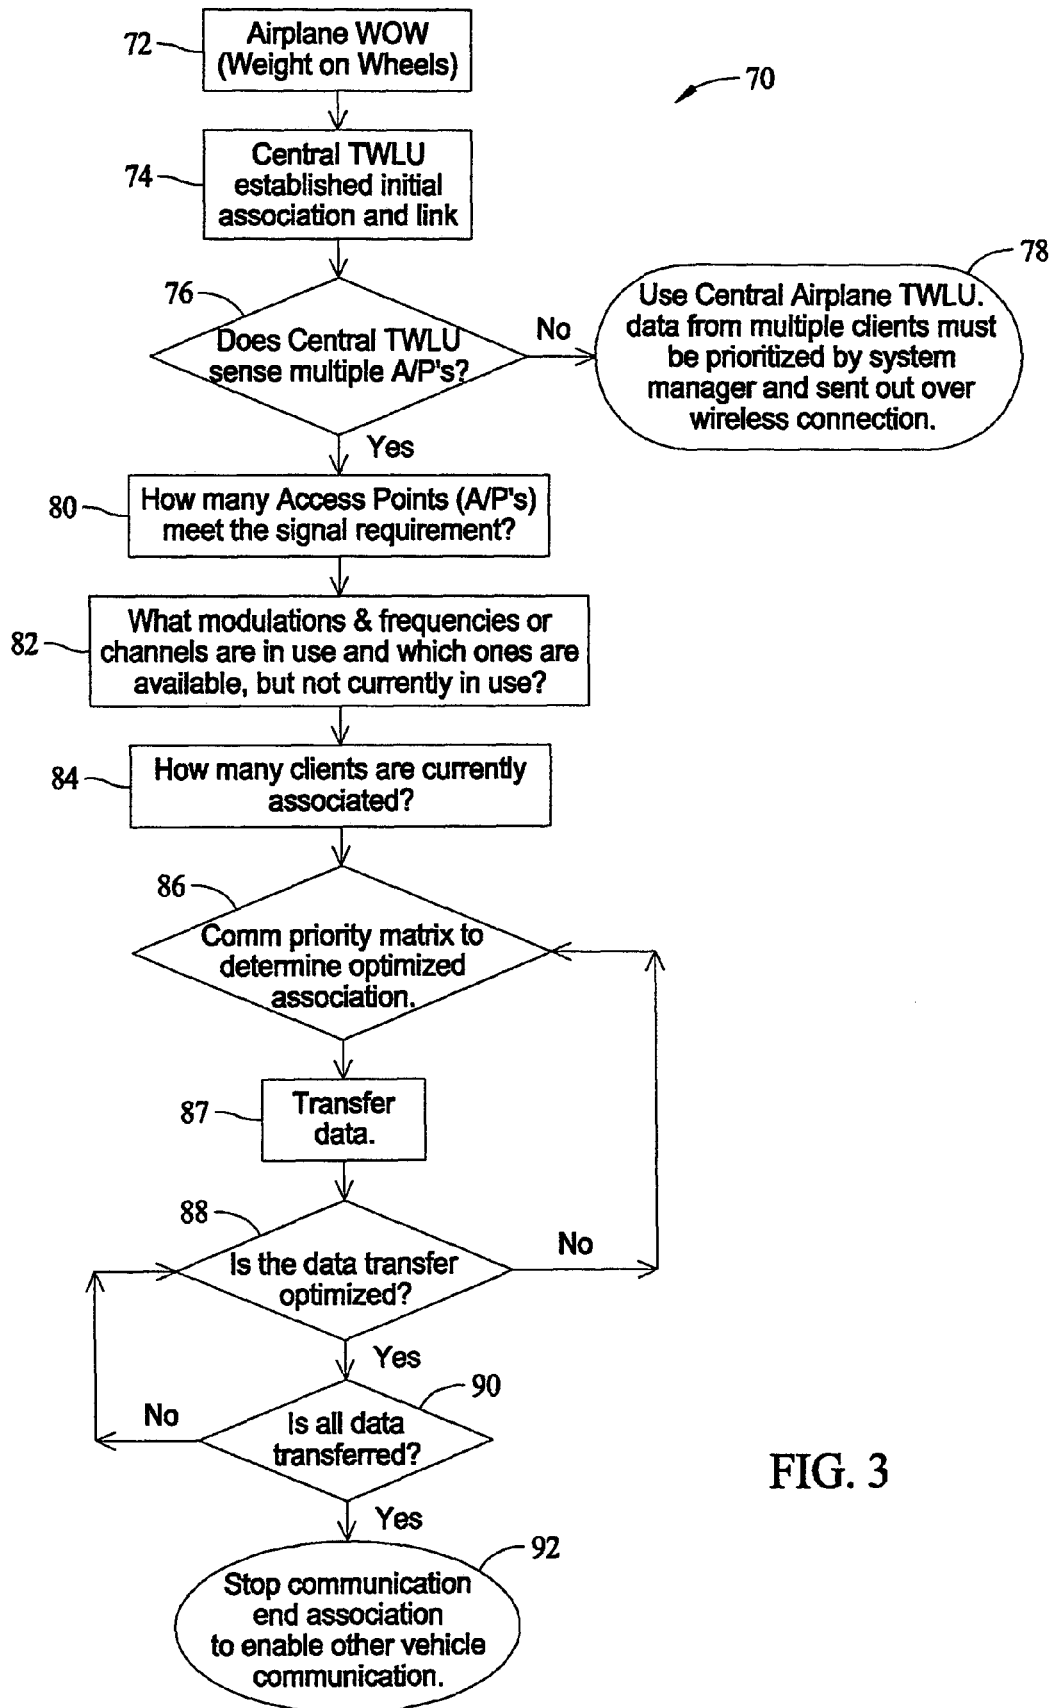 72
Airplane WOW
(Weight on Wheels)
70
74
Central TWLU
established initial
association and link
76
Does Central TWLU
sense multiple A/P's?
No
Yes
78
Use Central Airplane TWLU.
data from multiple clients must
be prioritized by system
manager and sent out over
wireless connection.
80
How many Access Points (A/P's)
meet the signal requirement?
82
What modulations & frequencies or
channels are in use and which ones are
available, but not currently in use?
84
How many clients are currently
associated?
86
Comm priority matrix to
determine optimized
association.
87
Transfer
data.
88
Is the data transfer
optimized?
No
Yes
90
Is all data
transferred?
No
Yes
92
Stop communication
end association
to enable other vehicle
communication.
FIG. 3